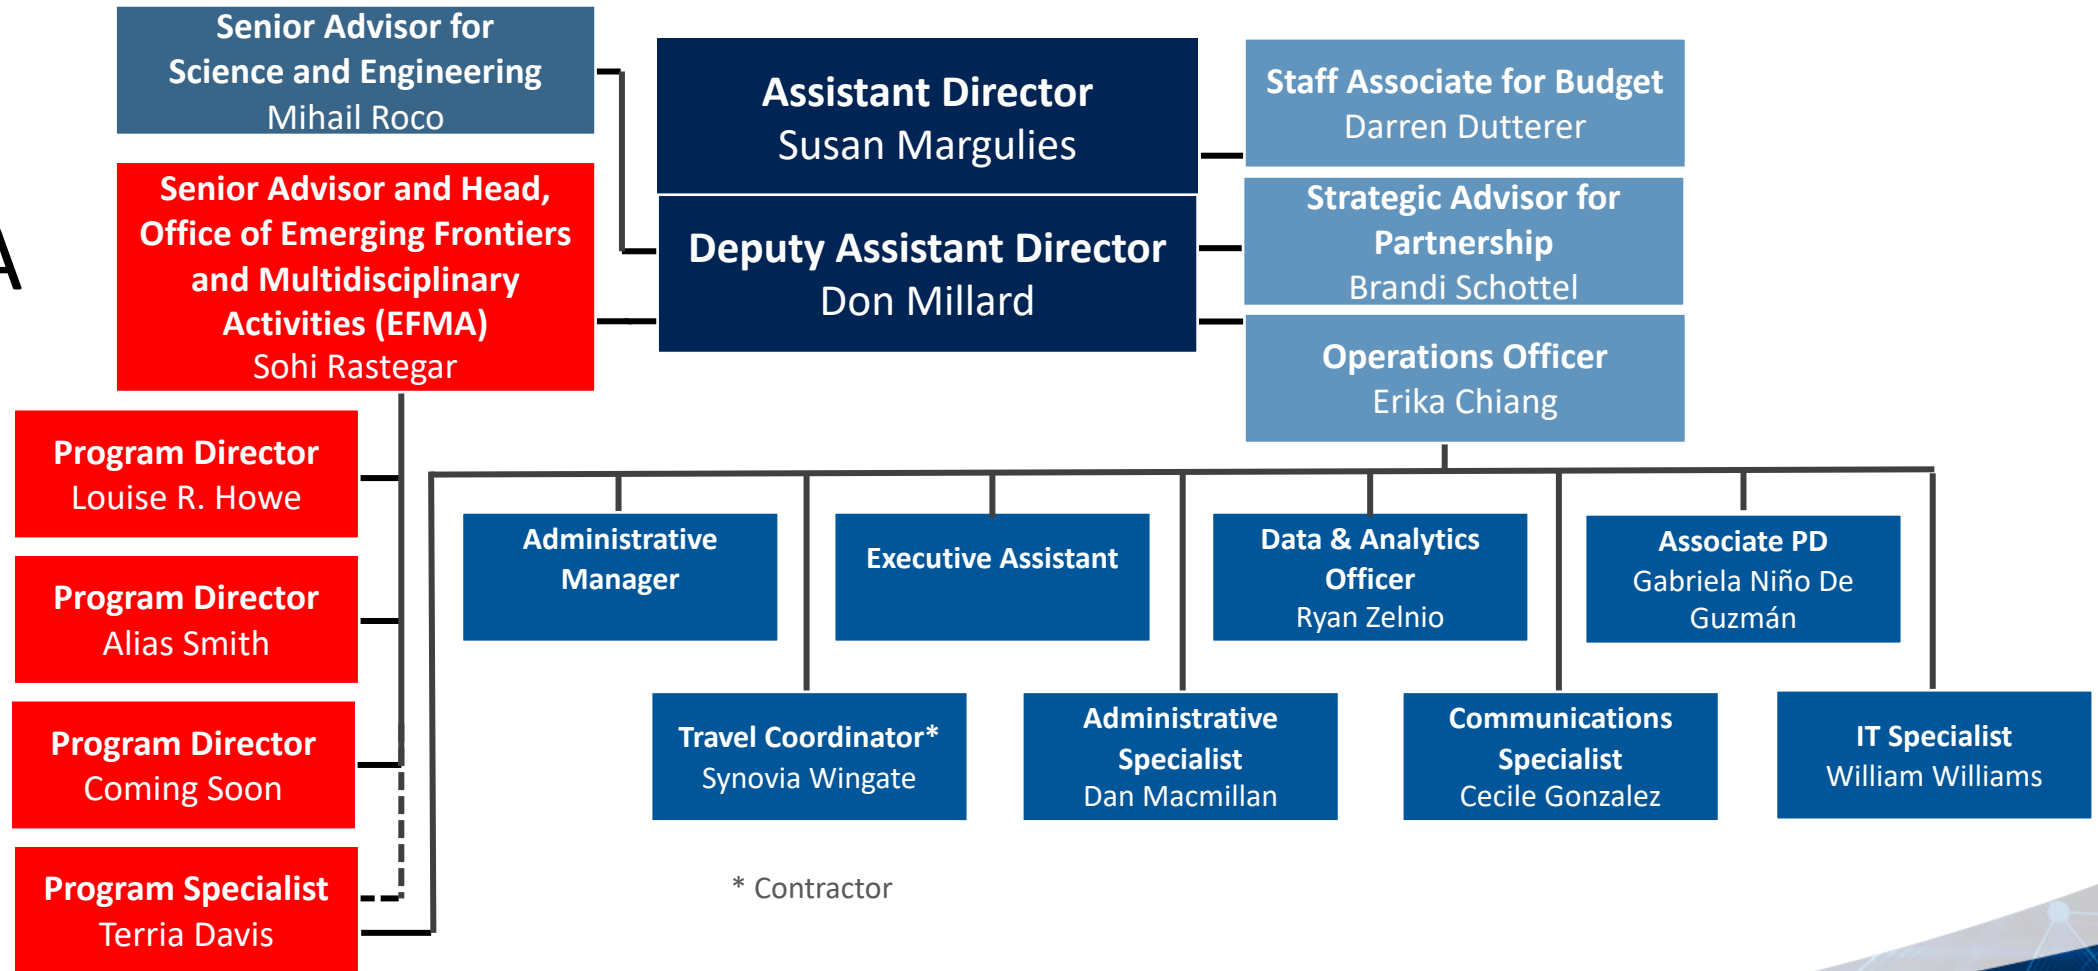 Senior Advisor for
Science and Engineering
Mihail Roco
Assistant Director
Susan Margulies
Deputy Assistant Director
Don Millard
Staff Associate for Budget
Darren Dutterer
Strategic Advisor for
Partnership
Brandi Schottel
Operations Officer
Erika Chiang
Senior Advisor and Head,
Office of Emerging Frontiers
and Multidisciplinary
Activities (EFMA)
Sohi Rastegar
A
Program Director
Louise R. Howe
Program Director
Alias Smith
Program Director
Coming Soon
Program Specialist
Terria Davis
Administrative
Manager
Executive Assistant
Data & Analytics
Officer
Ryan Zelnio
Associate PD
Gabriela Niño De
Guzmán
Travel Coordinator*
Synovia Wingate
Administrative
Specialist
Dan Macmillan
Communications
Specialist
Cecile Gonzalez
IT Specialist
William Williams
* Contractor